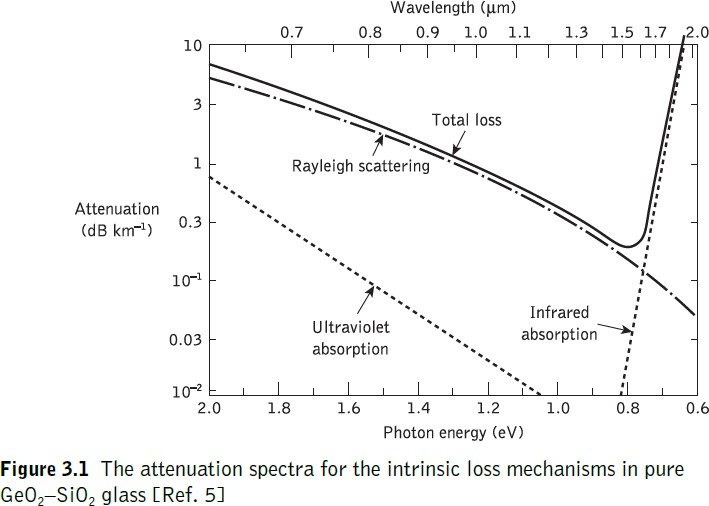 Wavelength (μm)
0.7 0.8 0.9 1.0 1.1 1.3 1.5 1.7 2.0
10
3
1
0.3
10⁻¹
0.03
10⁻²
Attenuation
(dB km⁻¹)
Total loss
Rayleigh scattering
Ultraviolet
absorption
Infrared
absorption
2.0 1.8 1.6 1.4 1.2 1.0 0.8 0.6
Photon energy (eV)
Figure 3.1 The attenuation spectra for the intrinsic loss mechanisms in pure
GeO₂–SiO₂ glass [Ref. 5]